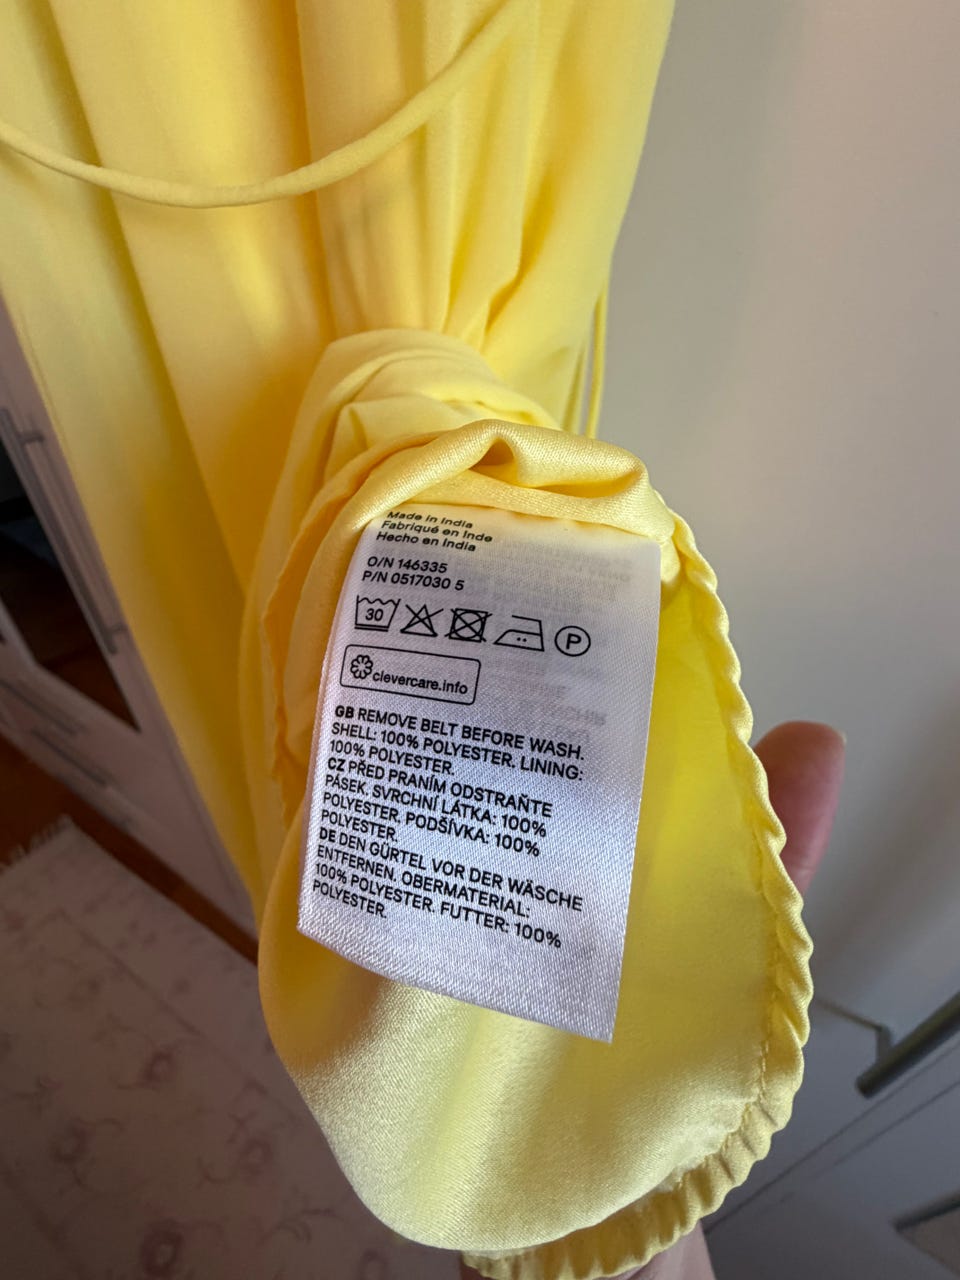 Made in India
Fabriqué en Inde
Hecho en India
O/N 146335
P/N 0517030 5
30 P
clevercare.info
GB REMOVE BELT BEFORE WASH.
SHELL: 100% POLYESTER. LINING:
100% POLYESTER.
CZ PŘED PRANÍM ODSTRAŇTE
PÁSEK. SVRCHNÍ LÁTKA: 100%
POLYESTER. PODŠÍVKA: 100%
POLYESTER.
DE DEN GÜRTEL VOR DER WÄSCHE
ENTFERNEN. OBERMATERIAL:
100% POLYESTER. FUTTER: 100%
POLYESTER.